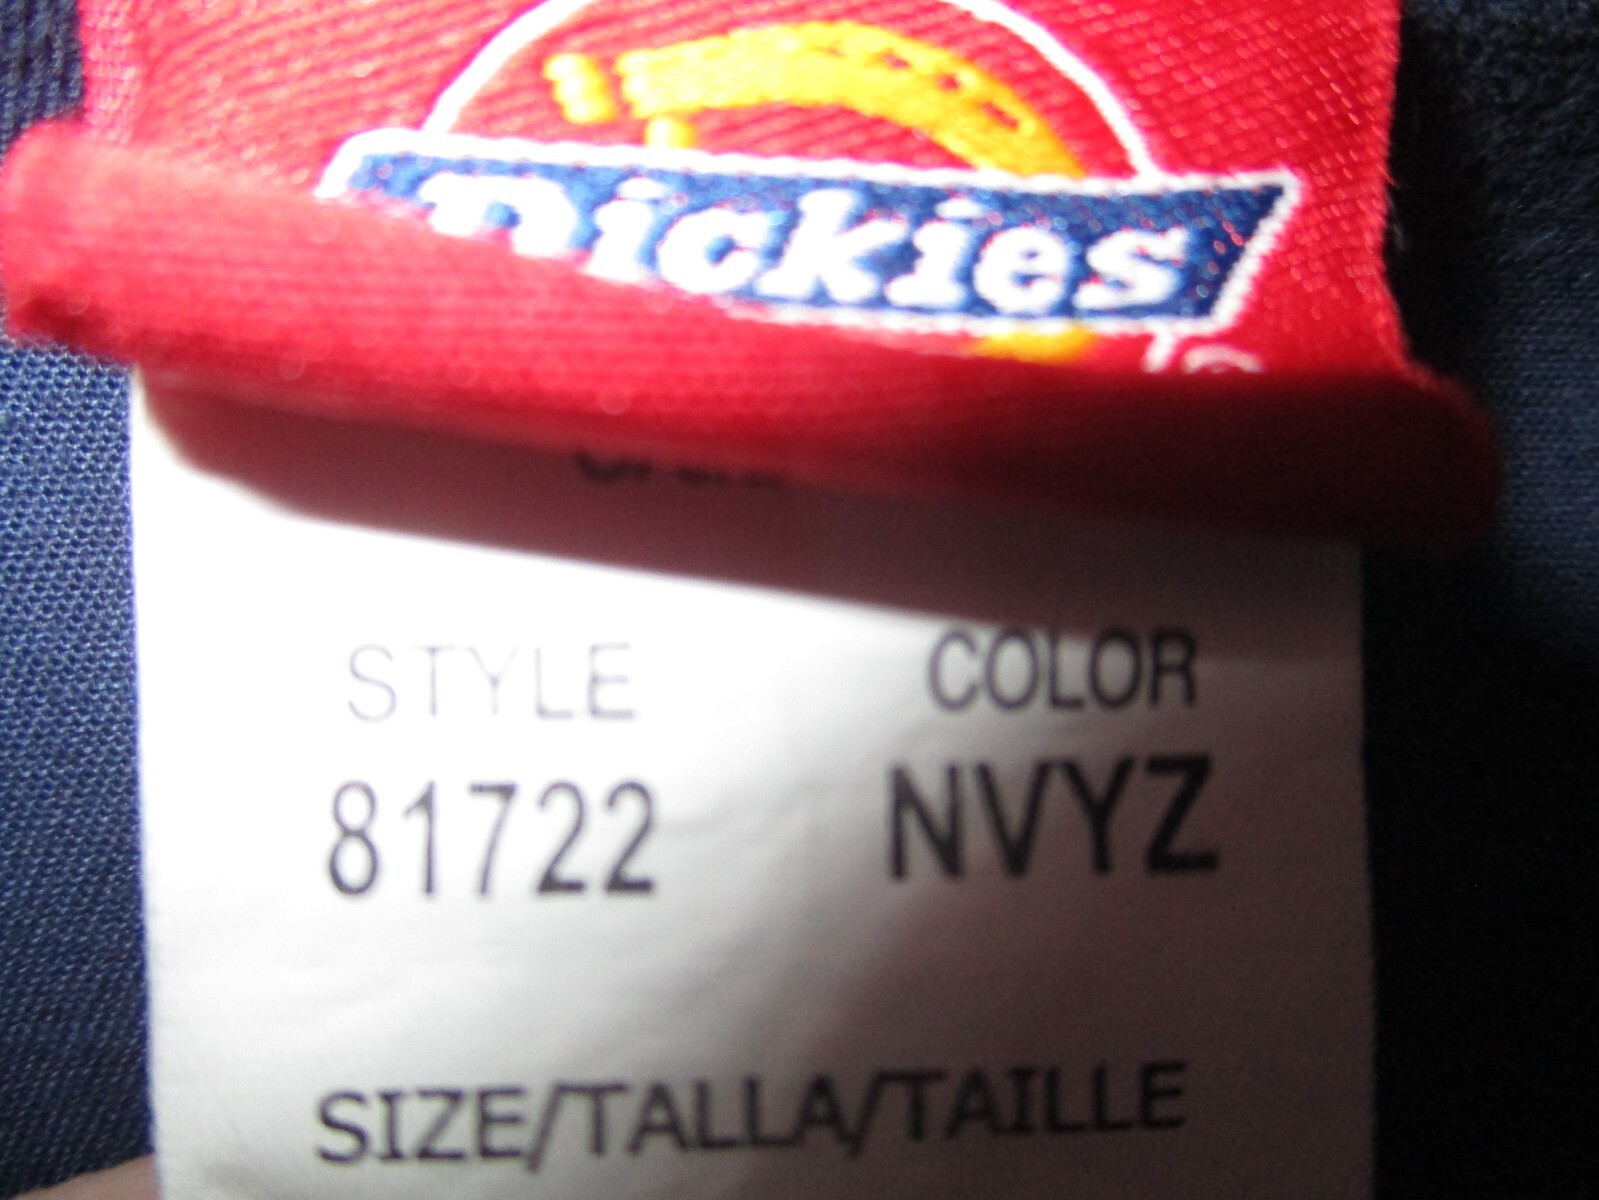 Dickies
STYLE COLOR
81722 NVYZ
SIZE/TALLA/TAILLE